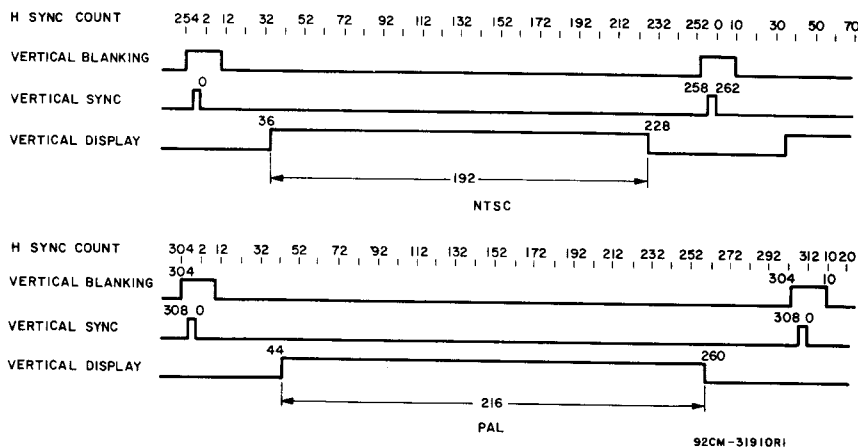 H SYNC COUNT 254 2 12 32 52 72 92 112 132 152 172 192 212 232 252 0 10 30 50 70
VERTICAL BLANKING
0
VERTICAL SYNC 258 262
36 228
VERTICAL DISPLAY
192
NTSC
H SYNC COUNT 304 2 12 32 52 72 92 112 132 152 172 192 212 232 252 272 292 312 10 20
304 304 10
VERTICAL BLANKING
308 0 308 0
VERTICAL SYNC
44 260
VERTICAL DISPLAY
216
PAL
92CM-31910R1